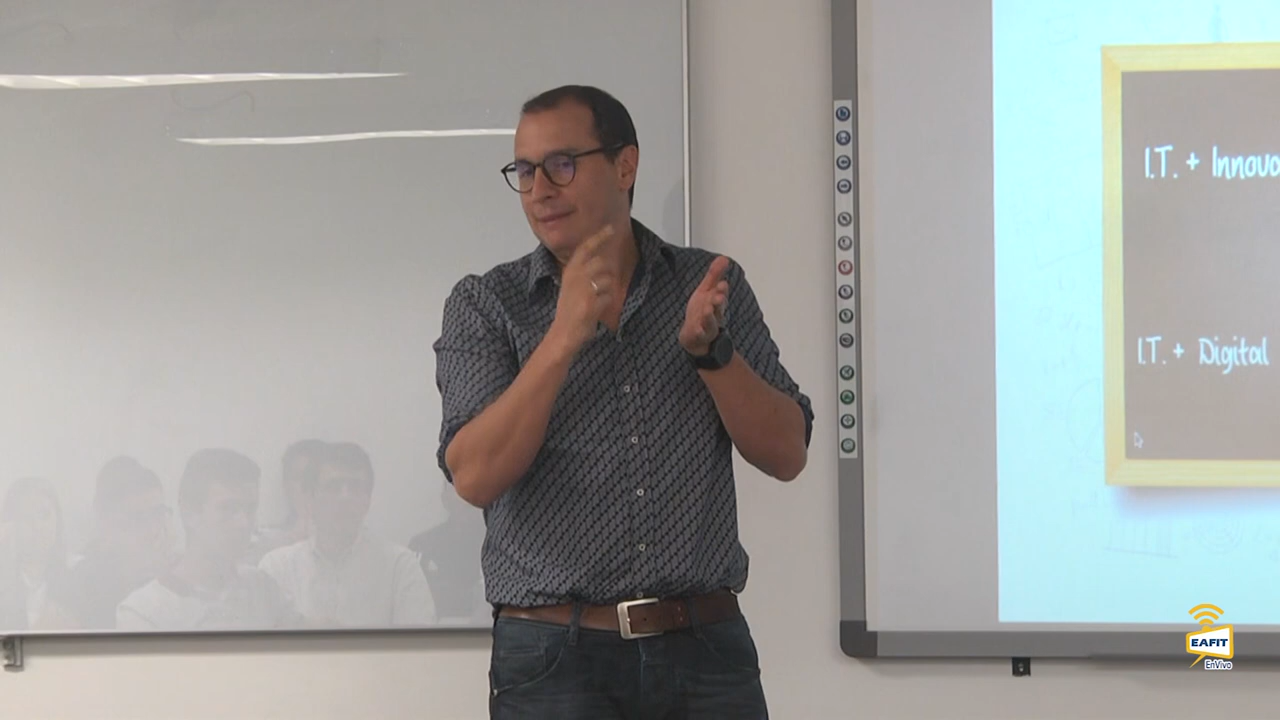 I.T. + Innova
I.T. + Digital
EAFIT
EnVivo